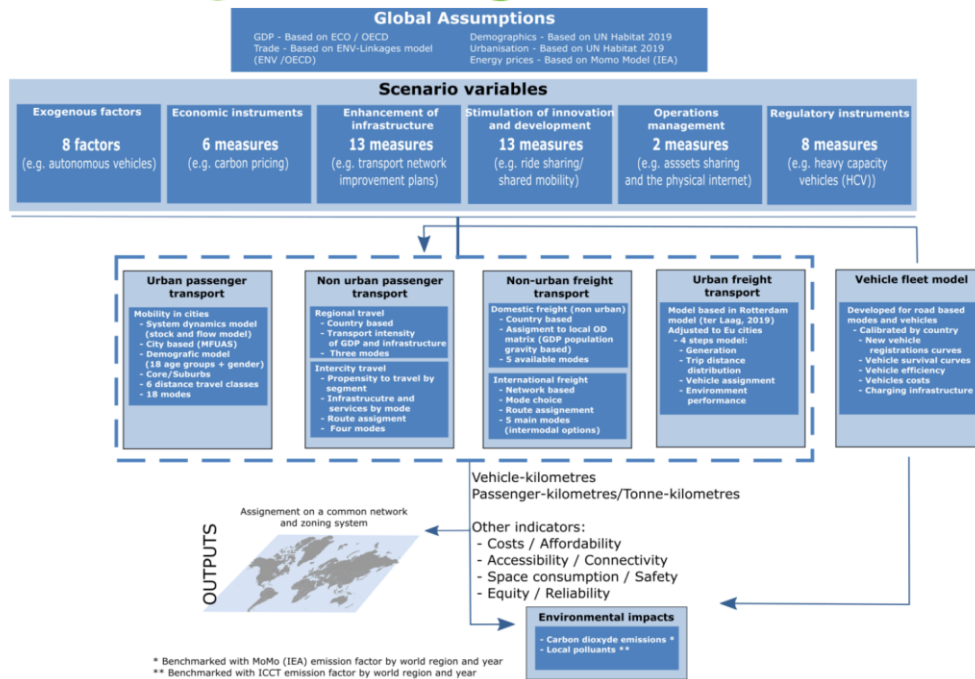 Global Assumptions
GDP - Based on ECO / OECD
Trade - Based on ENV-Linkages model
(ENV /OECD)
Demographics - Based on UN Habitat 2019
Urbanisation - Based on UN Habitat 2019
Energy prices - Based on Momo Model (IEA)
Scenario variables
Exogenous factors
8 factors
(e.g. autonomous vehicles)
Economic instruments
6 measures
(e.g. carbon pricing)
Enhancement of
infrastructure
13 measures
(e.g. transport network
improvement plans)
Stimulation of innovation
and development
13 measures
(e.g. ride sharing/
shared mobility)
Operations
management
2 measures
(e.g. asssets sharing
and the physical internet)
Regulatory instruments
8 measures
(e.g. heavy capacity
vehicles (HCV))
Urban passenger
transport
Mobility in cities
- System dynamics model
(stock and flow model)
- City based (MFUAS)
- Demografic model
(18 age groups + gender)
- Core/Suburbs
- 6 distance travel classes
- 18 modes
Non urban passenger
transport
Regional travel
- Country based
- Transport intensity
of GDP and infrastructure
- Three modes
Intercity travel
- Propensity to travel by
segment
- Infrastrucutre and
services by mode
- Route assigment
- Four modes
Non-urban freight
transport
Domestic freight (non urban)
- Country based
- Assigment to local OD
matrix (GDP population
gravity based)
- 5 available modes
International freight
- Network based
- Mode choice
- Route assignement
- 5 main modes
(intermodal options)
Urban freight
transport
Model based in Rotterdam
model (ter Laag, 2019)
Adjusted to Eu cities
- 4 steps model:
- Generation
- Trip distance
distribution
- Vehicle assignment
- Enviromment
performance
Vehicle fleet model
Developed for road based
modes and vehicles
- Calibrated by country
- New vehicle
registrations curves
- Vehicle survival curves
- Vehicle efficiency
- Vehicles costs
- Charging infrastructure
OUTPUTS
Assignement on a common network
and zoning system
Vehicle-kilometres
Passenger-kilometres/Tonne-kilometres
Other indicators:
- Costs / Affordability
- Accessibility / Connectivity
- Space consumption / Safety
- Equity / Reliability
Environmental impacts
- Carbon dioxyde emissions *
- Local poluants **
* Benchmarked with MoMo (IEA) emission factor by world region and year
** Benchmarked with ICCT emission factor by world region and year